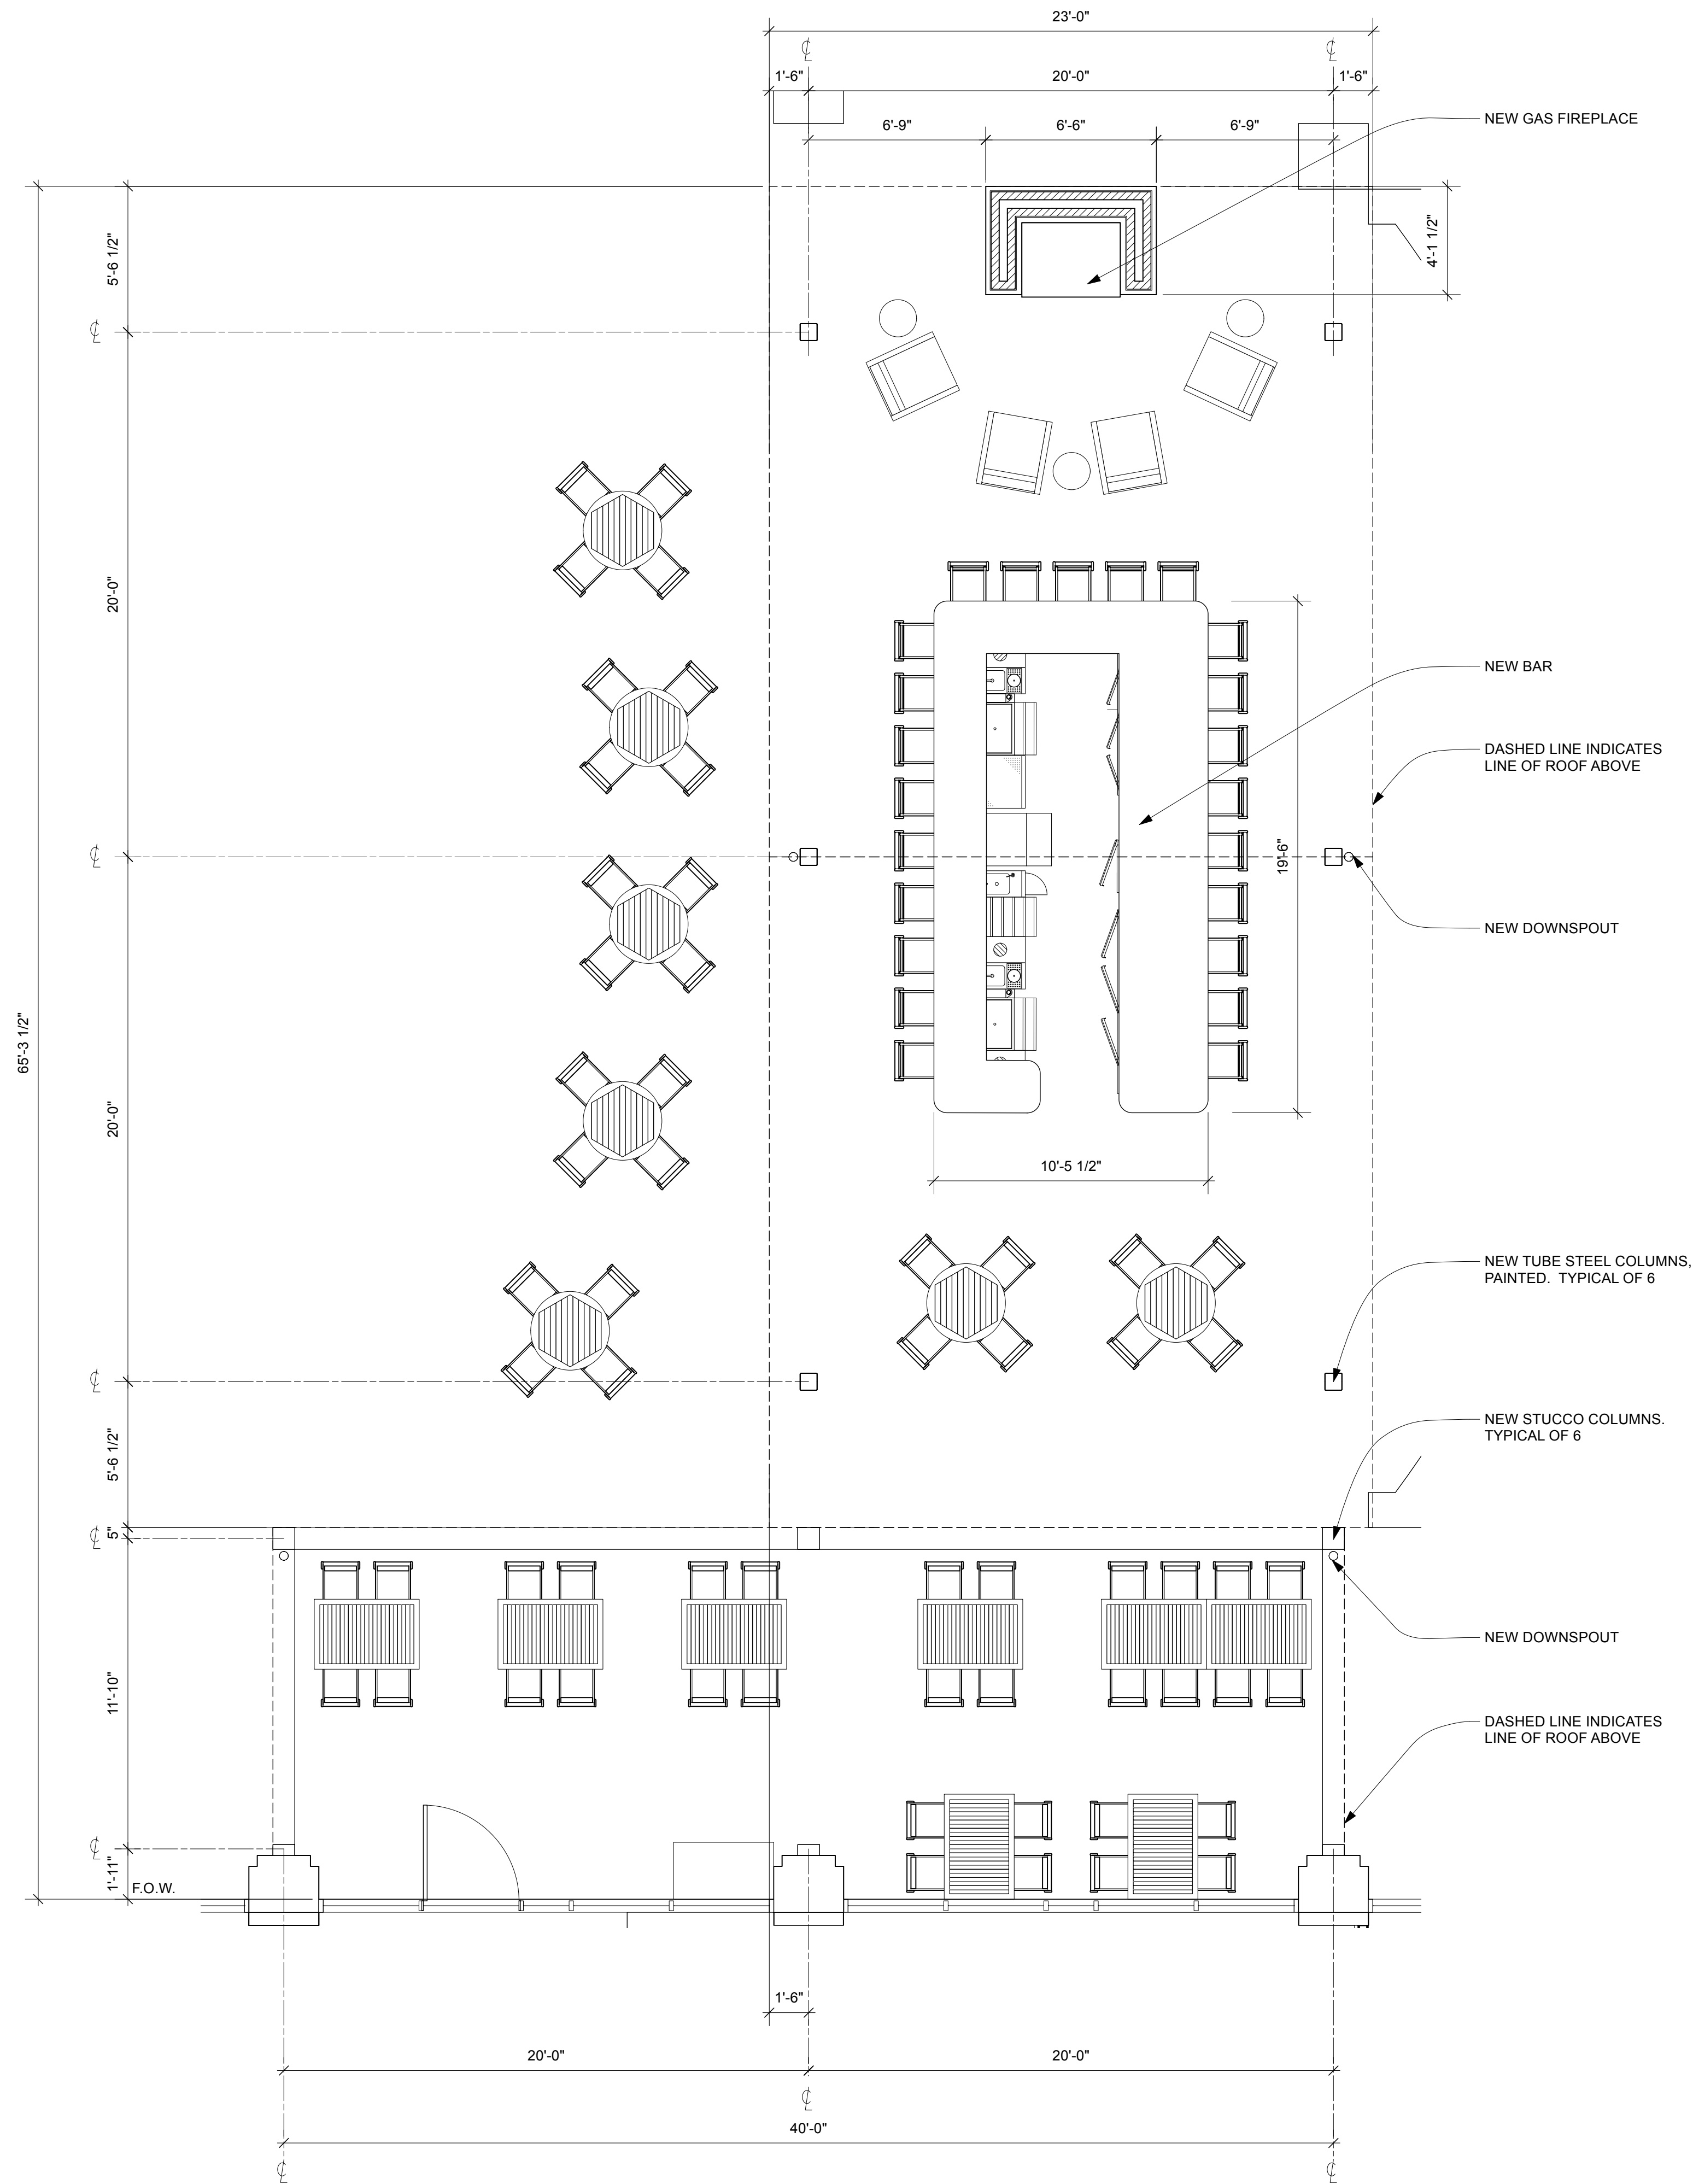 23'-0"
1'-6"
20'-0"
1'-6"
6'-9"
6'-6"
6'-9"
NEW GAS FIREPLACE
5'-6 1/2"
4'-1 1/2"
20'-0"
NEW BAR
DASHED LINE INDICATES
LINE OF ROOF ABOVE
19'-6"
NEW DOWNSPOUT
65'-3 1/2"
20'-0"
10'-5 1/2"
NEW TUBE STEEL COLUMNS,
PAINTED. TYPICAL OF 6
NEW STUCCO COLUMNS.
TYPICAL OF 6
5'-6 1/2"
5"
NEW DOWNSPOUT
11'-10"
DASHED LINE INDICATES
LINE OF ROOF ABOVE
1'-11"
F.O.W.
1'-6"
20'-0"
20'-0"
40'-0"